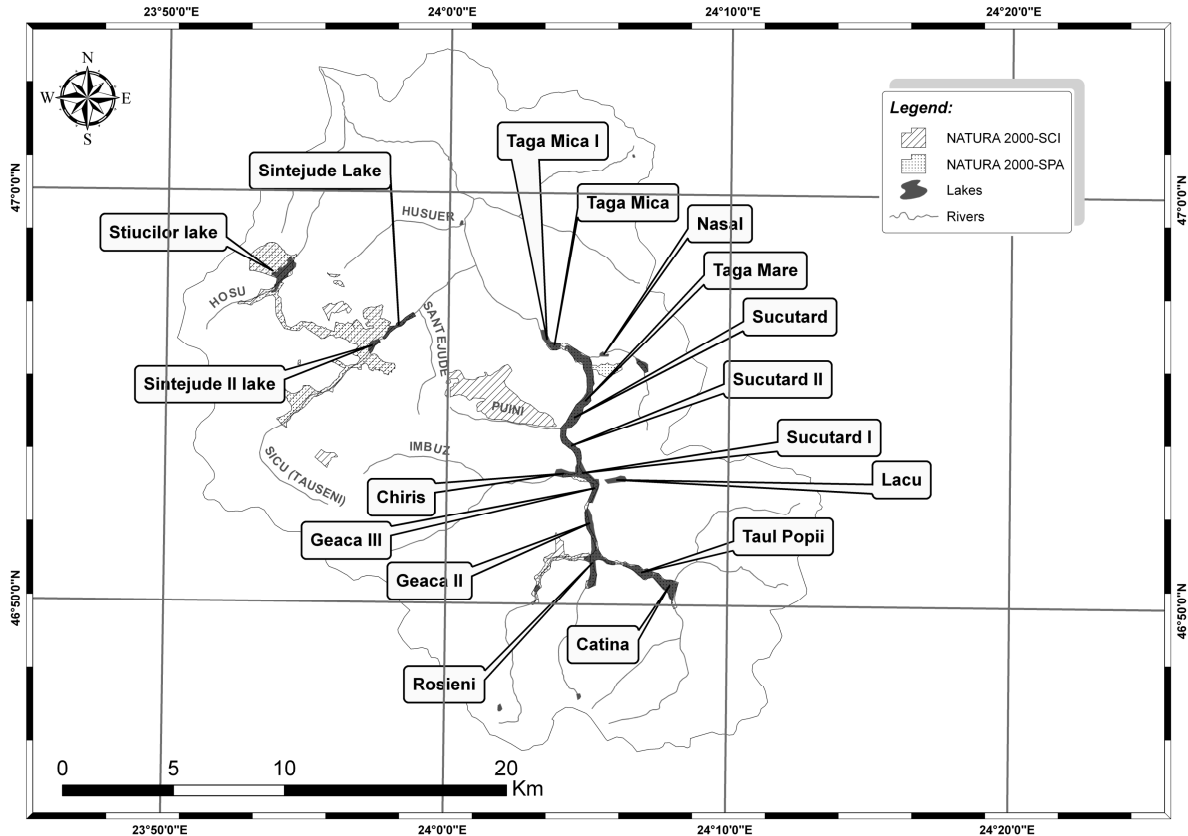 23°50'0"E
24°0'0"E
24°10'0"E
24°20'0"E
N
W
E
S
Legend:
NATURA 2000-SCI
NATURA 2000-SPA
Lakes
Rivers
47°0'0"N
47°0'0"N
Taga Mica I
Sintejude Lake
Taga Mica
HUSUER
Nasal
Stiucilor lake
Taga Mare
HOSU
Sucutard
SANTEJUDE
Sintejude II lake
Sucutard II
PUINI
Sucutard I
IMBUZ
SICU (TAUSENI)
Lacu
Chiris
Geaca III
Taul Popii
Geaca II
46°50'0"N
46°50'0"N
Catina
Rosieni
0
5
10
20
Km
23°50'0"E
24°0'0"E
24°10'0"E
24°20'0"E